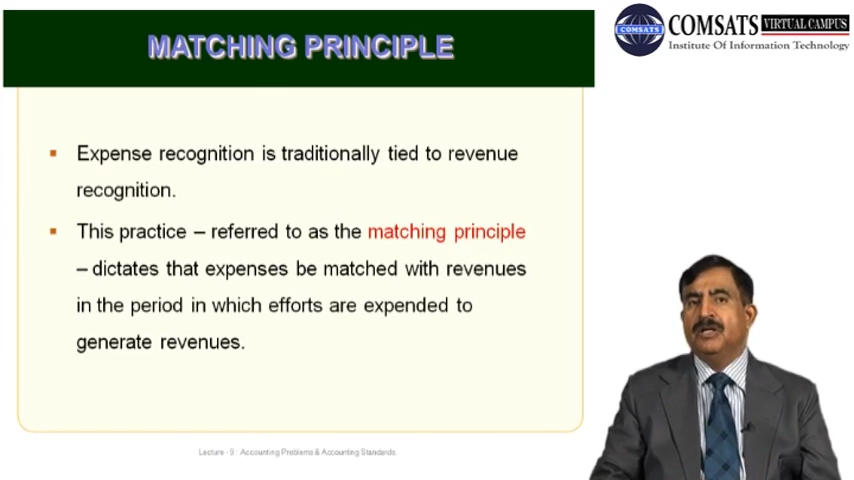 MATCHING PRINCIPLE
COMSATS
COMSATS VIRTUAL CAMPUS
Institute Of Information Technology
▪ Expense recognition is traditionally tied to revenue
recognition.
▪ This practice – referred to as the matching principle
– dictates that expenses be matched with revenues
in the period in which efforts are expended to
generate revenues.
Lecture - 9 : Accounting Problems & Accounting Standards